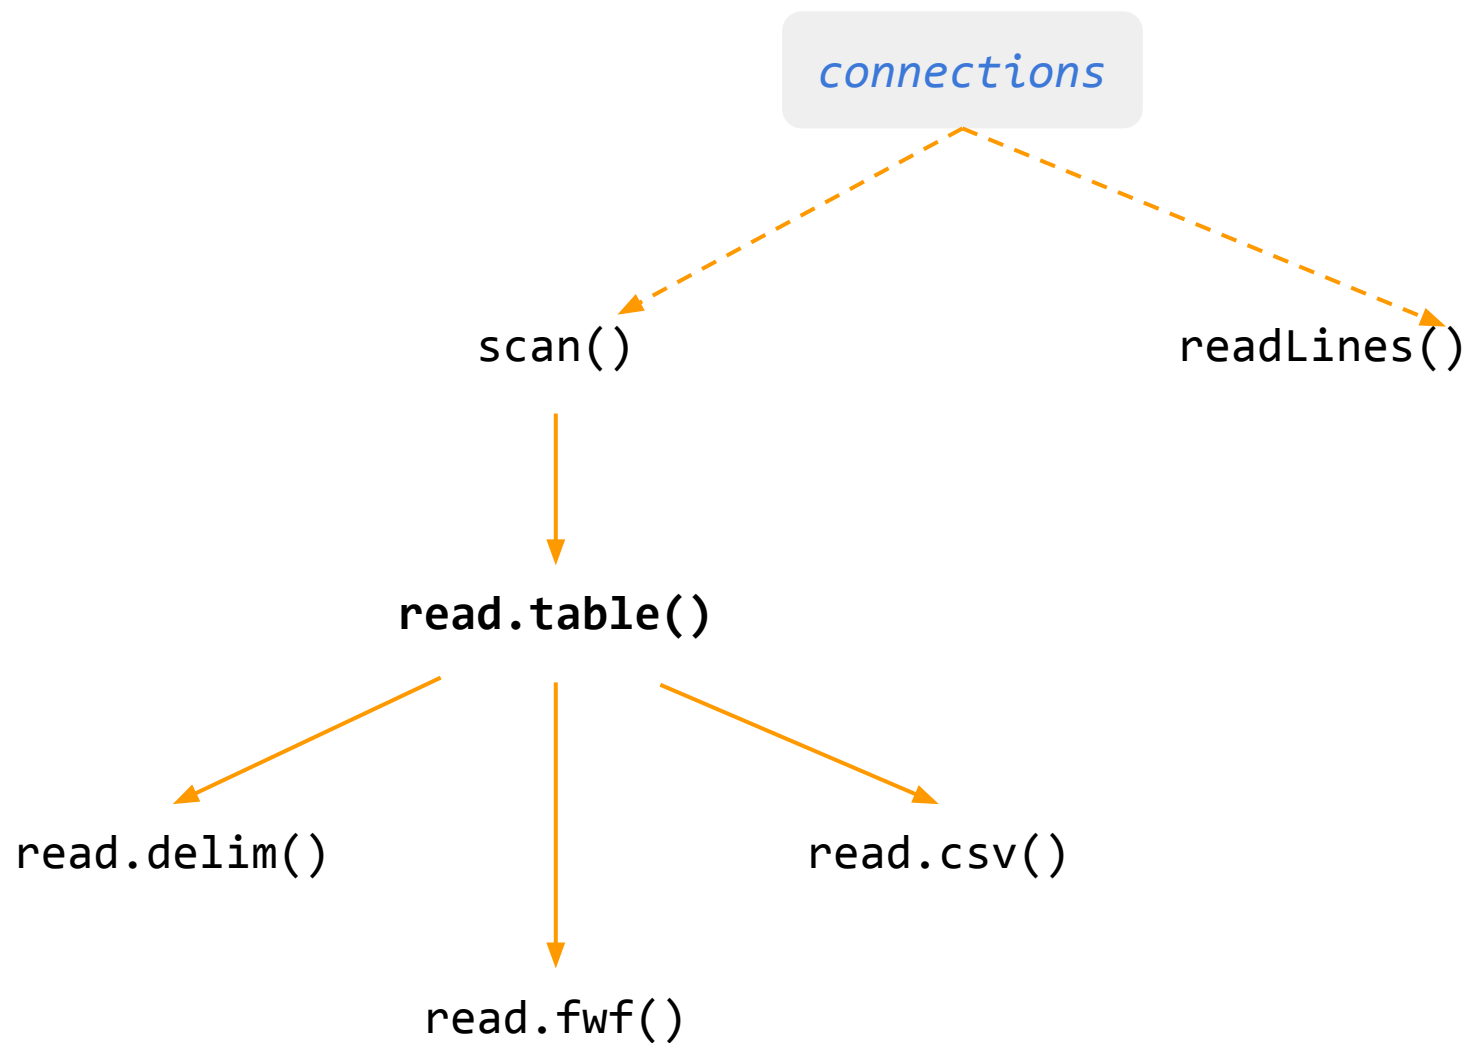 connections
scan()
readLines()
read.table()
read.delim()
read.csv()
read.fwf()